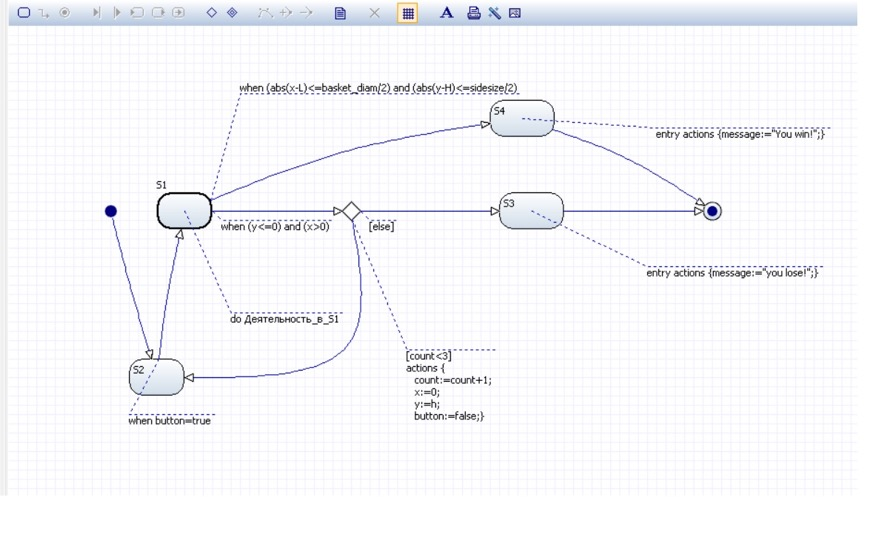 A
when (abs(x-L)<=basket_diam/2) and (abs(y-H)<=sidesize/2)
S4
entry actions {message:="You win!";}
S1
S3
when (y<=0) and (x>0)
[else]
entry actions {message:="you lose!";}
do Деятельность_в_S1
[count<3]
actions {
count:=count+1;
x:=0;
y:=h;
button:=false;}
S2
when button=true